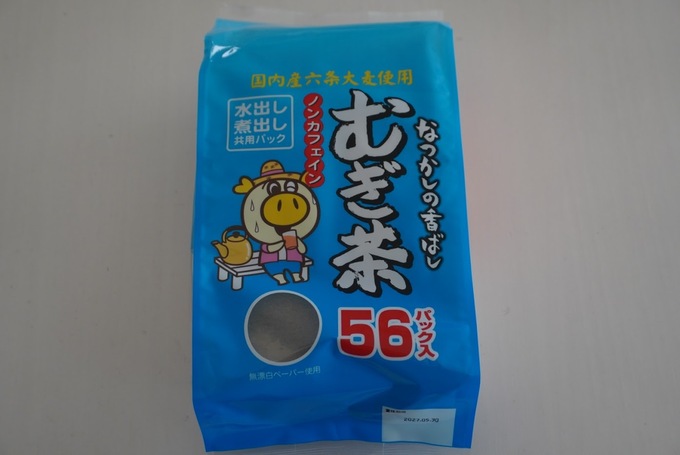 国内産六条大麦使用
水出し
煮出し
共用パック
ノンカフェイン
なつかしの香ばし
むぎ茶
56パック入
無漂白ペーパー使用